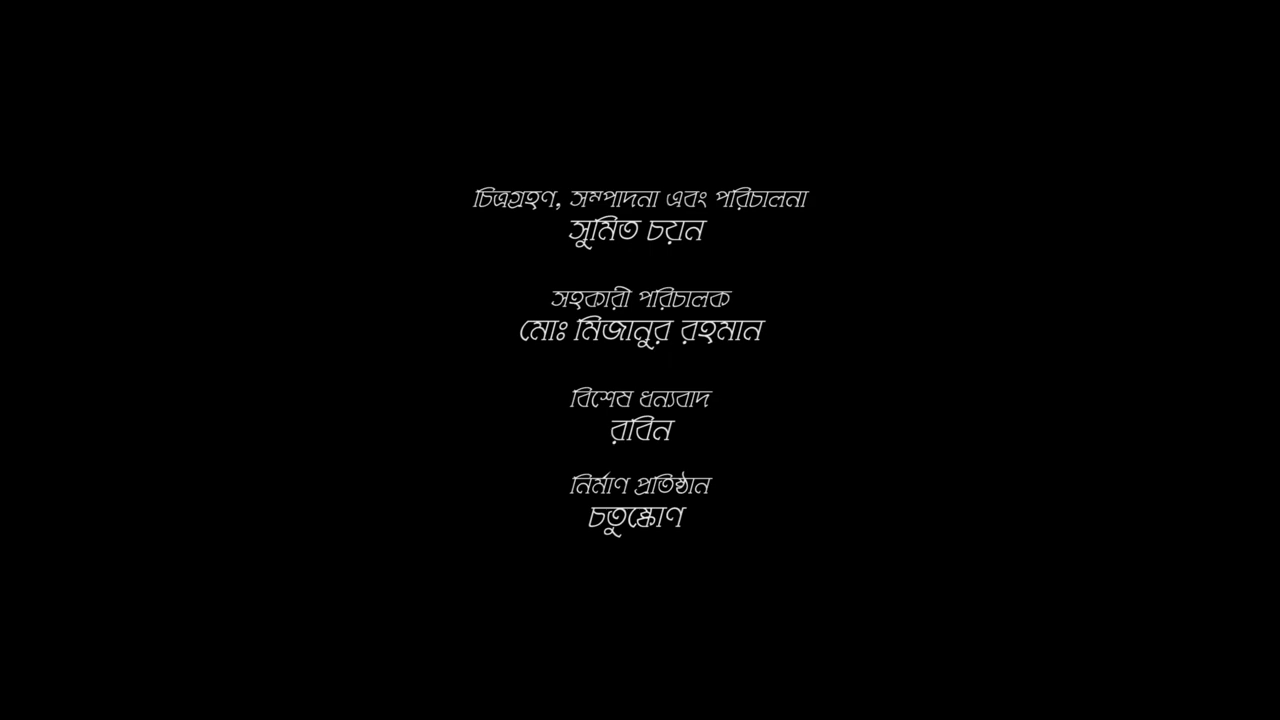 চিত্রগ্রহণ, সম্পাদনা এবং পরিচালনা
সুমিত চয়ন
সহকারী পরিচালক
মোঃ মিজানুর রহমান
বিশেষ ধন্যবাদ
রবিন
নির্মাণ প্রতিষ্ঠান
চতুষ্কোণ